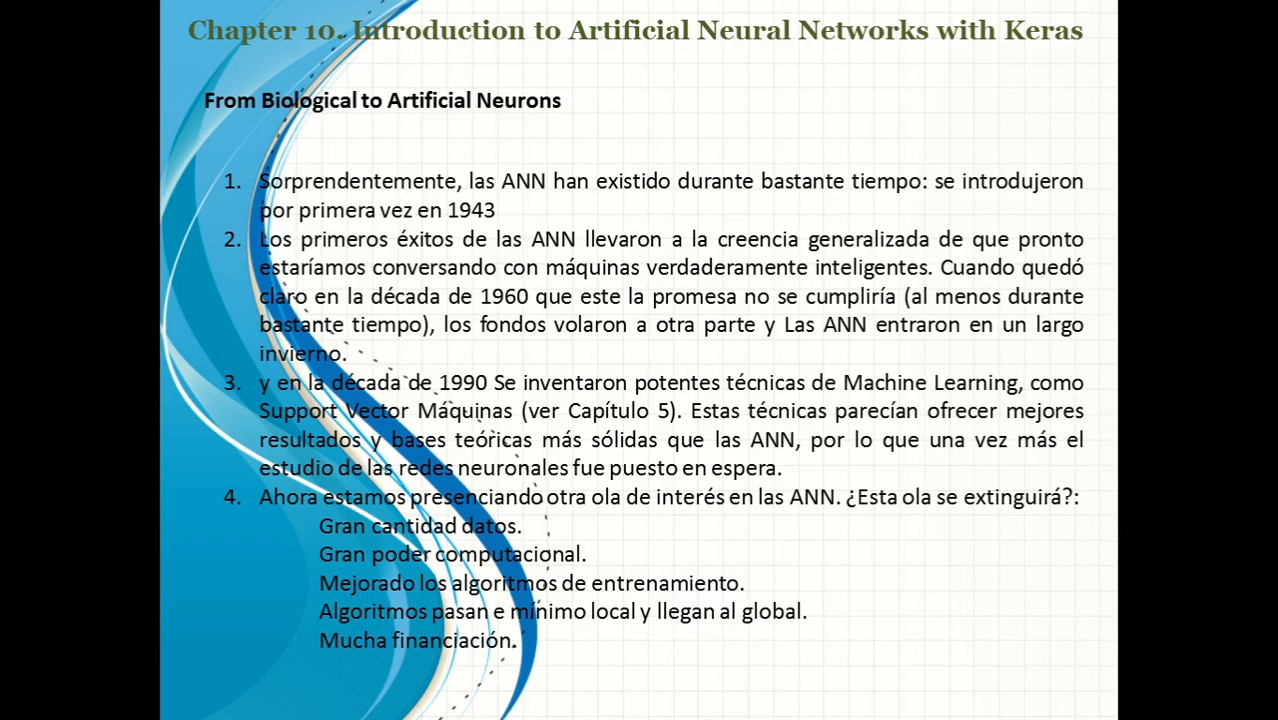 Chapter 10. Introduction to Artificial Neural Networks with Keras
From Biological to Artificial Neurons
1. Sorprendentemente, las ANN han existido durante bastante tiempo: se introdujeron
por primera vez en 1943
2. Los primeros éxitos de las ANN llevaron a la creencia generalizada de que pronto
estaríamos conversando con máquinas verdaderamente inteligentes. Cuando quedó
claro en la década de 1960 que este la promesa no se cumpliría (al menos durante
bastante tiempo), los fondos volaron a otra parte y Las ANN entraron en un largo
invierno.
3. y en la década de 1990 Se inventaron potentes técnicas de Machine Learning, como
Support Vector Máquinas (ver Capítulo 5). Estas técnicas parecían ofrecer mejores
resultados y bases teóricas más sólidas que las ANN, por lo que una vez más el
estudio de las redes neuronales fue puesto en espera.
4. Ahora estamos presenciando otra ola de interés en las ANN. ¿Esta ola se extinguirá?:
Gran cantidad datos.
Gran poder computacional.
Mejorado los algoritmos de entrenamiento.
Algoritmos pasan e mínimo local y llegan al global.
Mucha financiación.